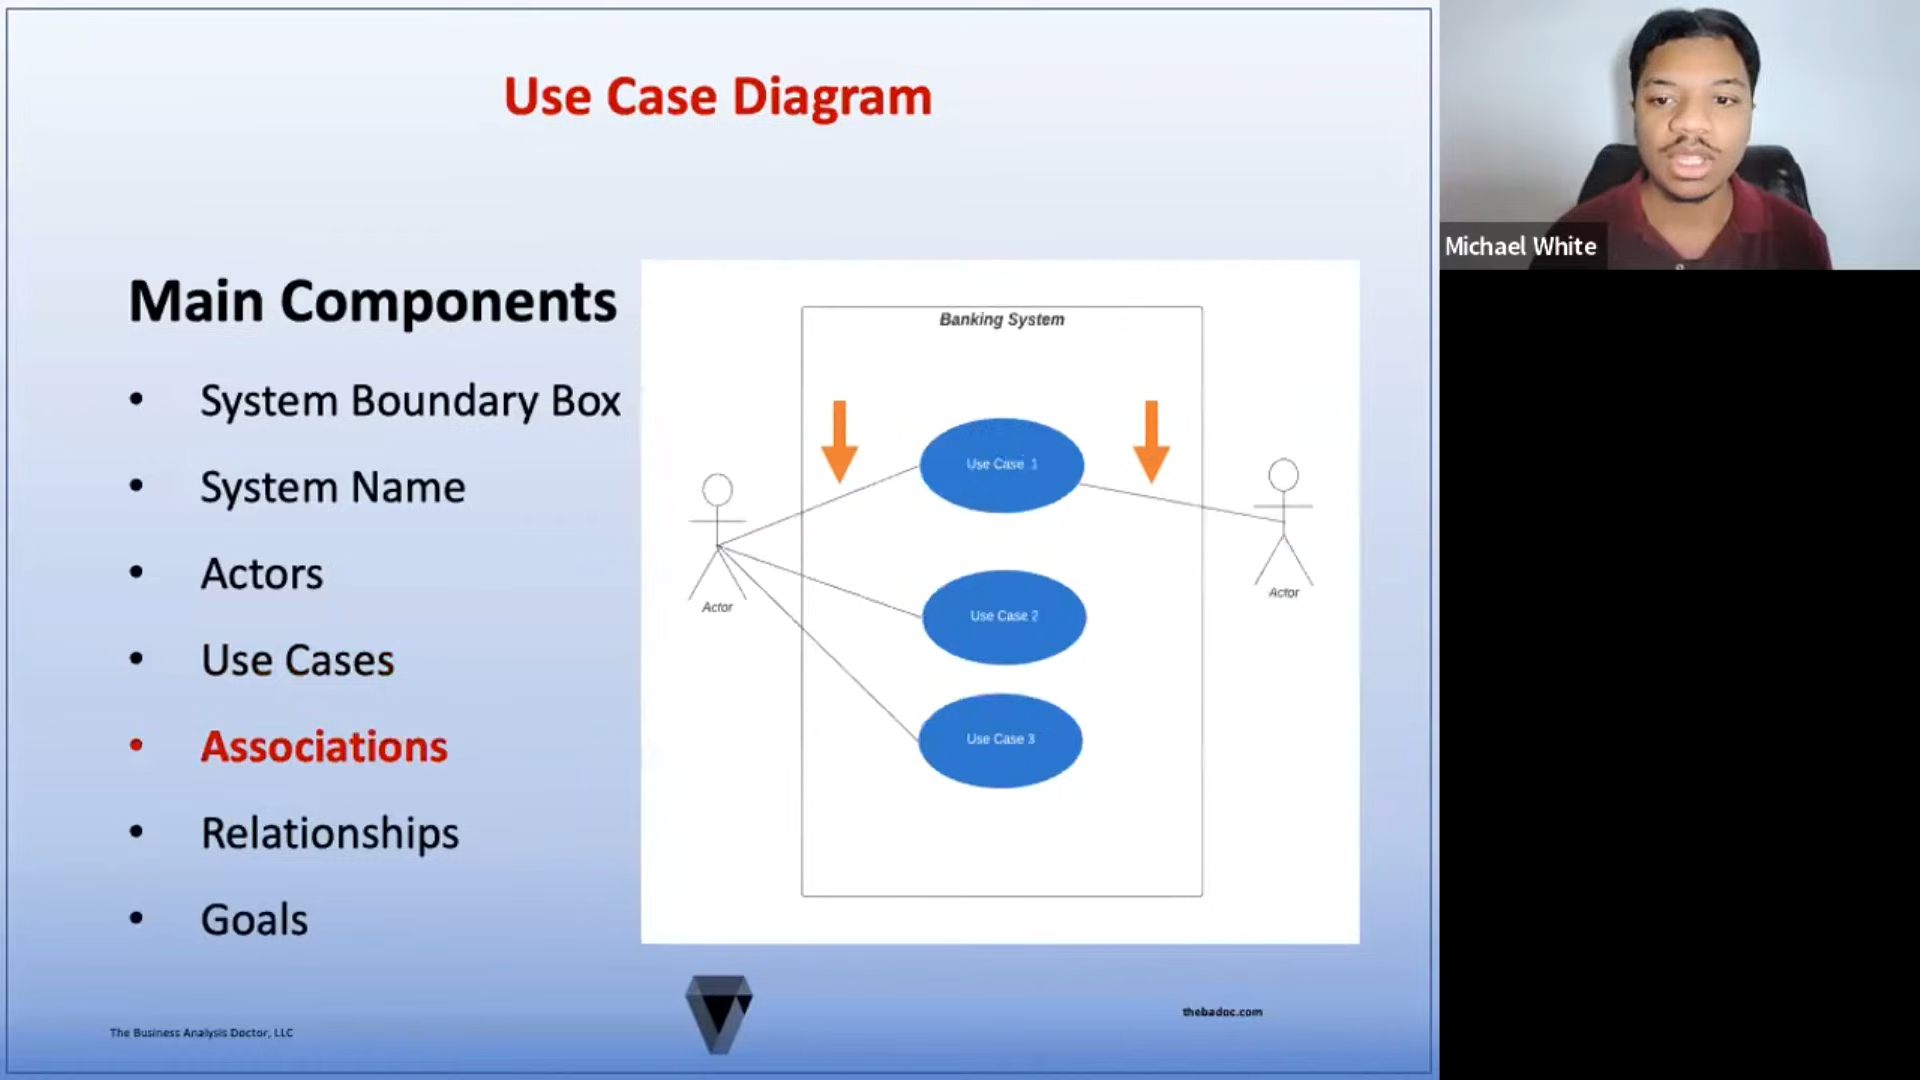 Use Case Diagram
Michael White
Main Components
• System Boundary Box
• System Name
• Actors
• Use Cases
• Associations
• Relationships
• Goals
Banking System
Use Case 1
Use Case 2
Use Case 3
Actor
Actor
The Business Analysis Doctor, LLC
thebadoc.com